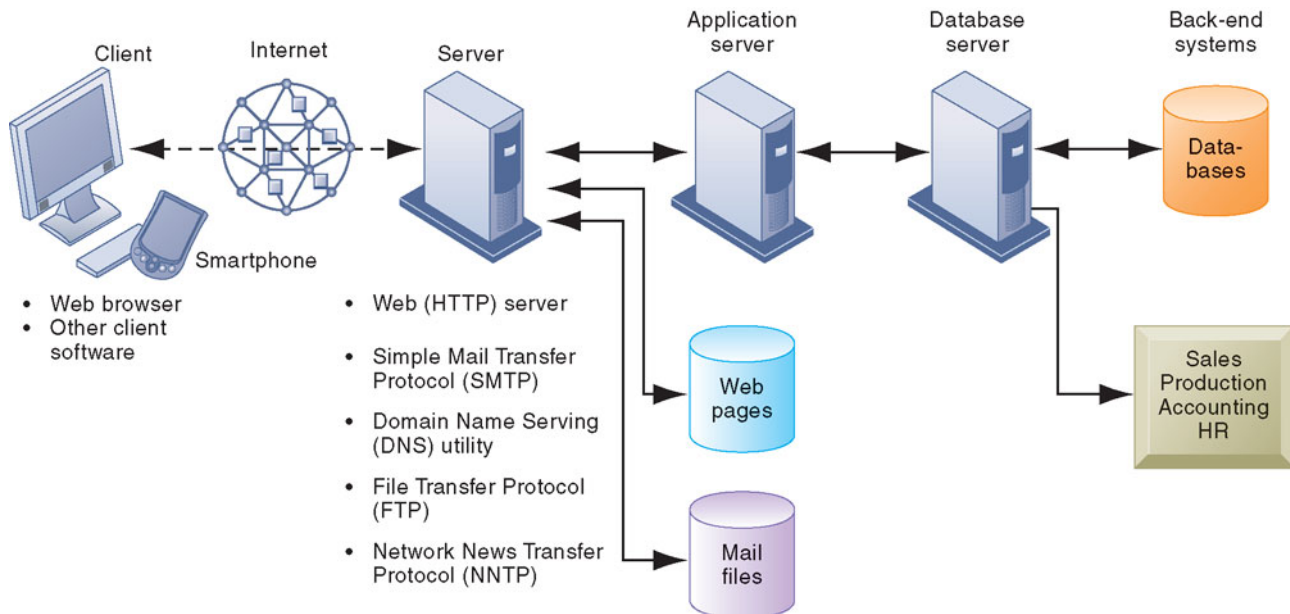 Client
Internet
Server
Application
server
Database
server
Back-end
systems
Data-
bases
Smartphone
• Web browser
• Other client
software
• Web (HTTP) server
• Simple Mail Transfer
Protocol (SMTP)
• Domain Name Serving
(DNS) utility
• File Transfer Protocol
(FTP)
• Network News Transfer
Protocol (NNTP)
Web
pages
Mail
files
Sales
Production
Accounting
HR